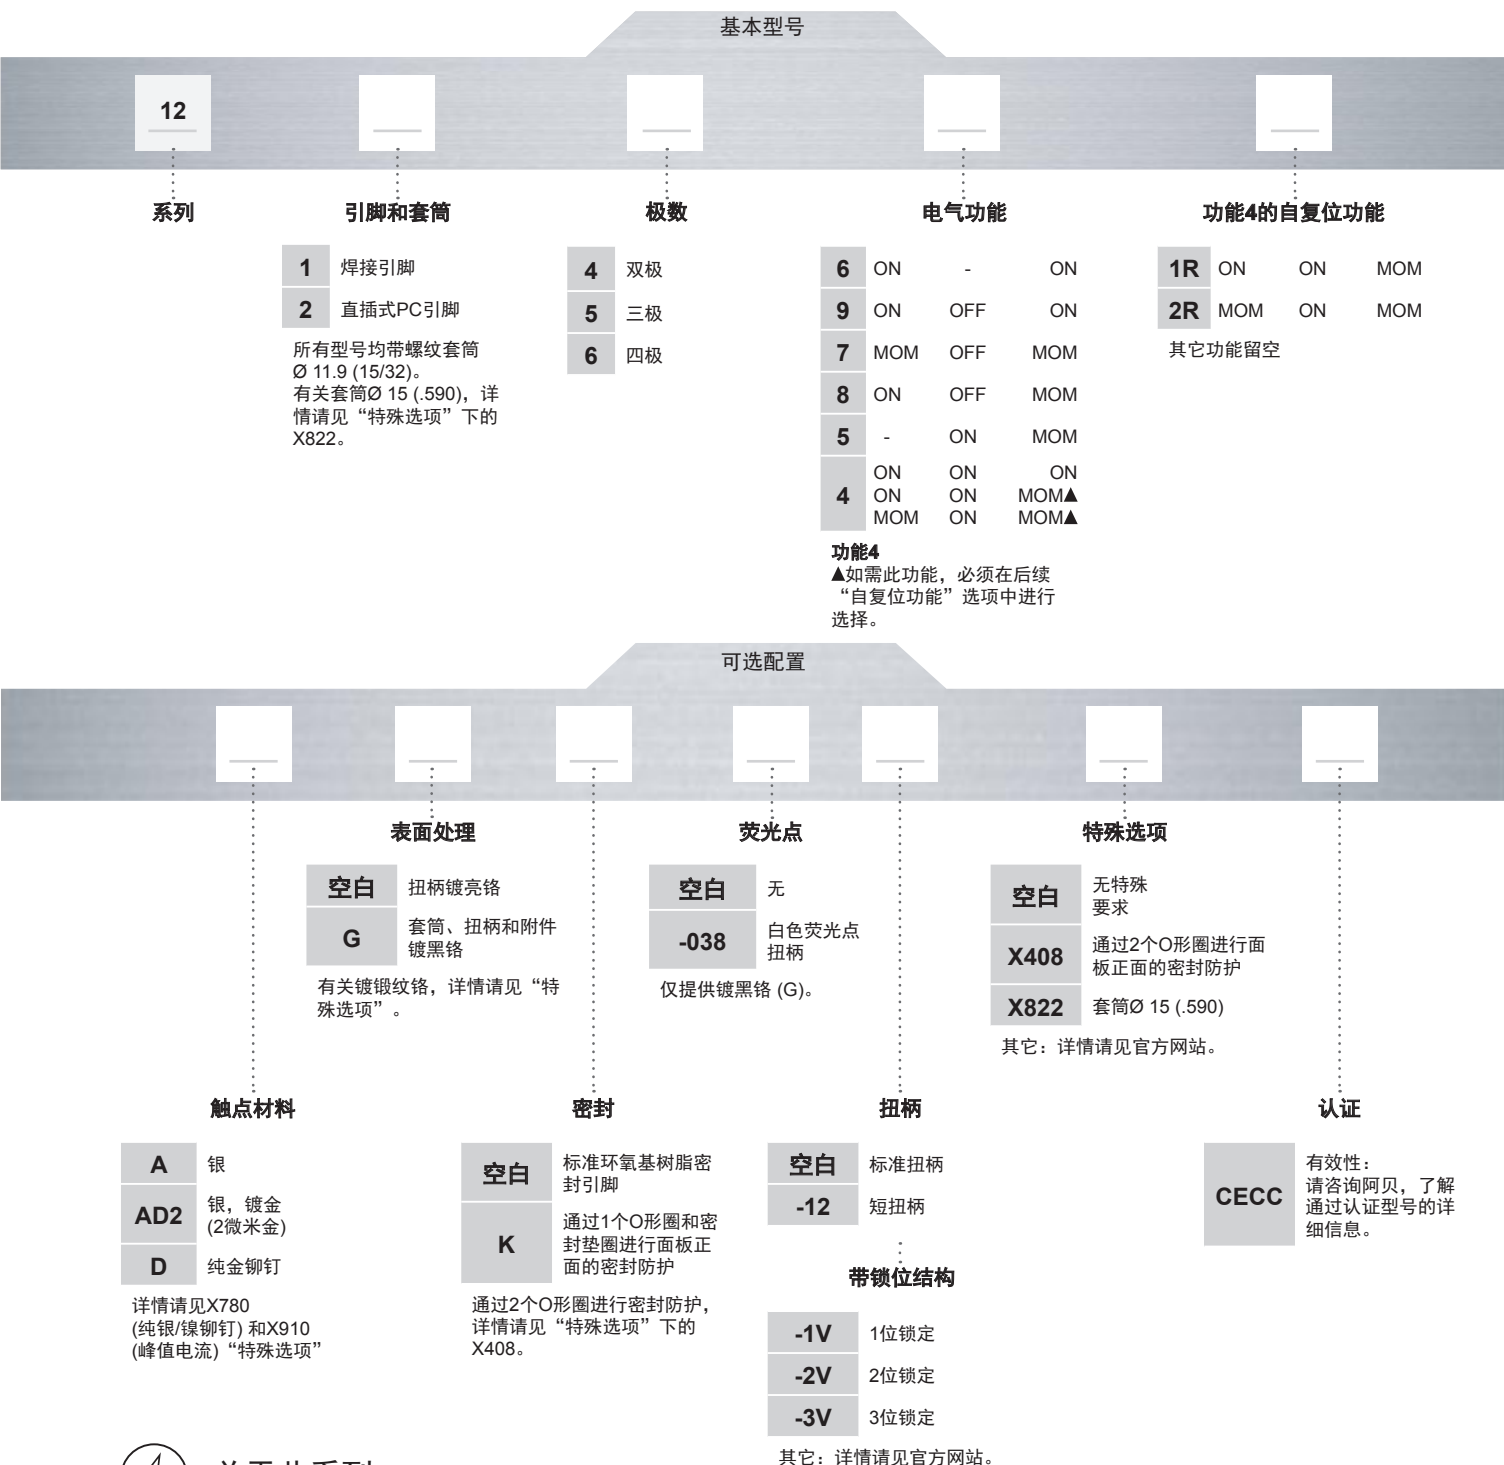 基本型号
12
系列
引脚和套筒
极数
电气功能
功能4的自复位功能
1 焊接引脚
2 直插式PC引脚
所有型号均带螺纹套筒
Ø 11.9 (15/32)。
有关套筒Ø 15 (.590)，详
情请见“特殊选项”下的
X822。
4 双极
5 三极
6 四极
6 ON - ON
9 ON OFF ON
7 MOM OFF MOM
8 ON OFF MOM
5 - ON MOM
4
ON ON ON
ON ON MOM▲
MOM ON MOM▲
功能4
▲如需此功能，必须在后续
“自复位功能”选项中进行
选择。
1R ON ON MOM
2R MOM ON MOM
其它功能留空
可选配置
表面处理
空白 扭柄镀亮铬
G
套筒、扭柄和附件
镀黑铬
有关镀锻纹铬，详情请见“特
殊选项”。
荧光点
空白 无
-038
白色荧光点
扭柄
仅提供镀黑铬 (G)。
特殊选项
空白
无特殊
要求
X408
通过2个O形圈进行面
板正面的密封防护
X822 套筒Ø 15 (.590)
其它：详情请见官方网站。
触点材料
A 银
AD2
银，镀金
(2微米金)
D 纯金铆钉
详情请见X780
(纯银/镍铆钉) 和X910
(峰值电流)“特殊选项”
密封
空白
标准环氧基树脂密
封引脚
K
通过1个O形圈和密
封垫圈进行面板正
面的密封防护
通过2个O形圈进行密封防护，
详情请见“特殊选项”下的
X408。
扭柄
空白 标准扭柄
-12 短扭柄
带锁位结构
-1V 1位锁定
-2V 2位锁定
-3V 3位锁定
其它：详情请见官方网站。
认证
CECC
有效性：
请咨询阿贝，了解
通过认证型号的详
细信息。